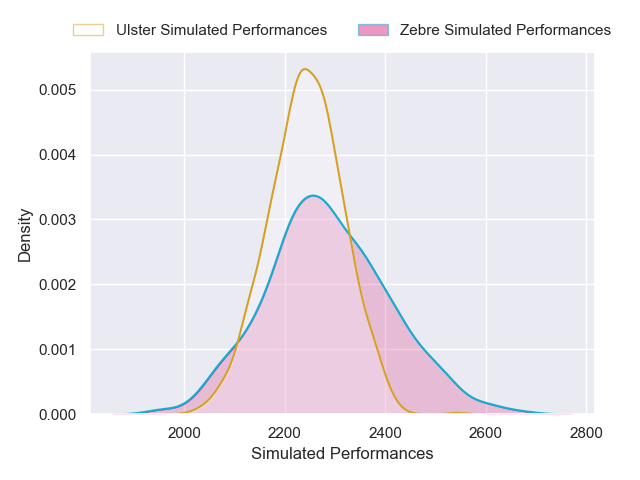 Ulster Simulated Performances Zebre Simulated Performances
0.005
0.004
0.003
0.002
0.001
0.000
Density
2000 2200 2400 2600 2800
Simulated Performances